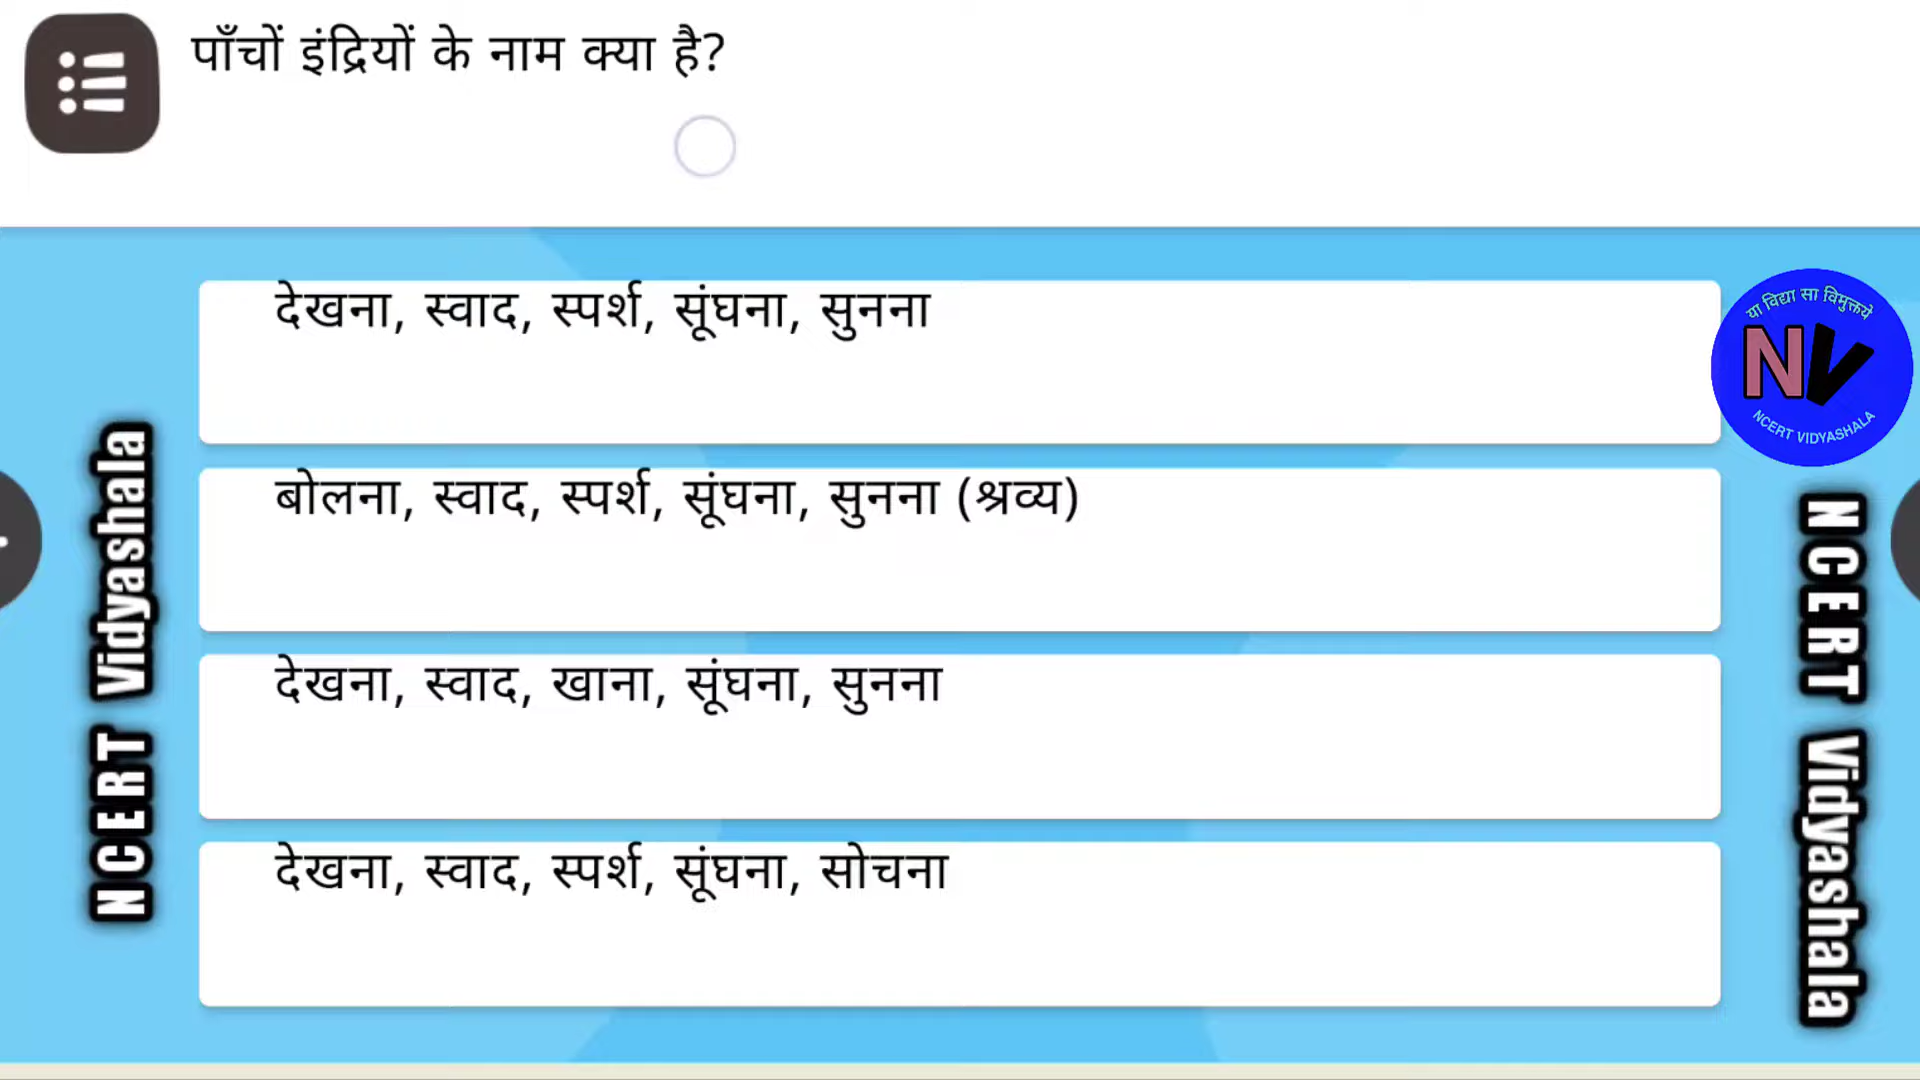 पाँचों इंद्रियों के नाम क्या है?
देखना, स्वाद, स्पर्श, सूंघना, सुनना
बोलना, स्वाद, स्पर्श, सूंघना, सुनना (श्रव्य)
देखना, स्वाद, खाना, सूंघना, सुनना
देखना, स्वाद, स्पर्श, सूंघना, सोचना
NCERT Vidyashala
या विद्या सा विमुक्तये
NV
NCERT VIDYASHALA
NCERT Vidyashala